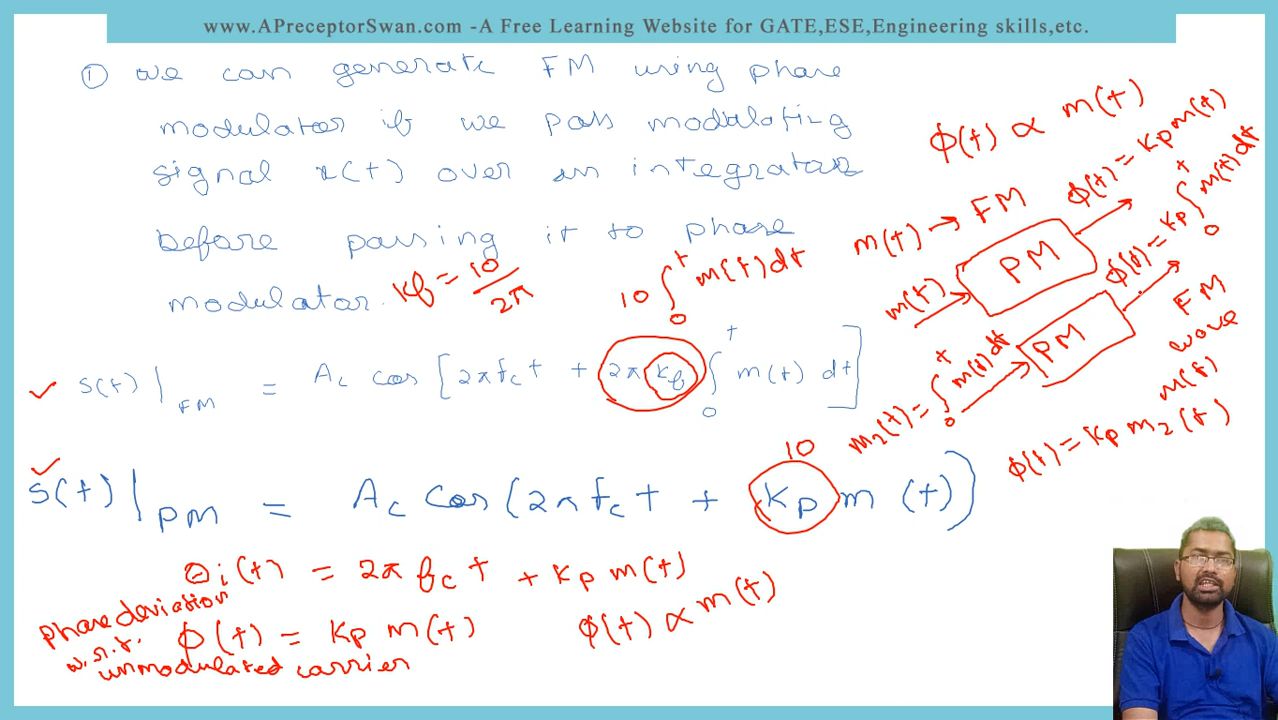 www.APreceptorSwan.com -A Free Learning Website for GATE,ESE,Engineering skills,etc.
① we can generate FM using phase
modulator if we pass modulating
signal x(t) over an integrator
before passing it to phase
modulator.
kf = 10/2π
10 ∫₀ᵗ m(t) dt
s(t)|FM = Ac cos [2πfct + 2πkf ∫₀ᵗ m(t) dt]
10
s(t)|PM = Ac cos (2πfct + kp m(t))
θi(t) = 2πfct + kp m(t)
phase deviation
w.r.t.
unmodulated carrier
φ(t) = kp m(t)
φ(t) ∝ m(t)
φ(t) ∝ m(t)
m(t) → FM
m(t)
PM
φ(t) = kp m(t)
m2(t) = ∫₀ᵗ m(t) dt
PM
φ(t) = kp ∫₀ᵗ m(t) dt
FM
wave
m(t)
φ(t) = kp m2(t)